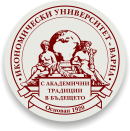 ИКОНОМИЧЕСКИ УНИВЕРСИТЕТ - ВАРНА
С АКАДЕМИЧНИ
ТРАДИЦИИ
В БЪДЕЩЕТО
Основан 1920